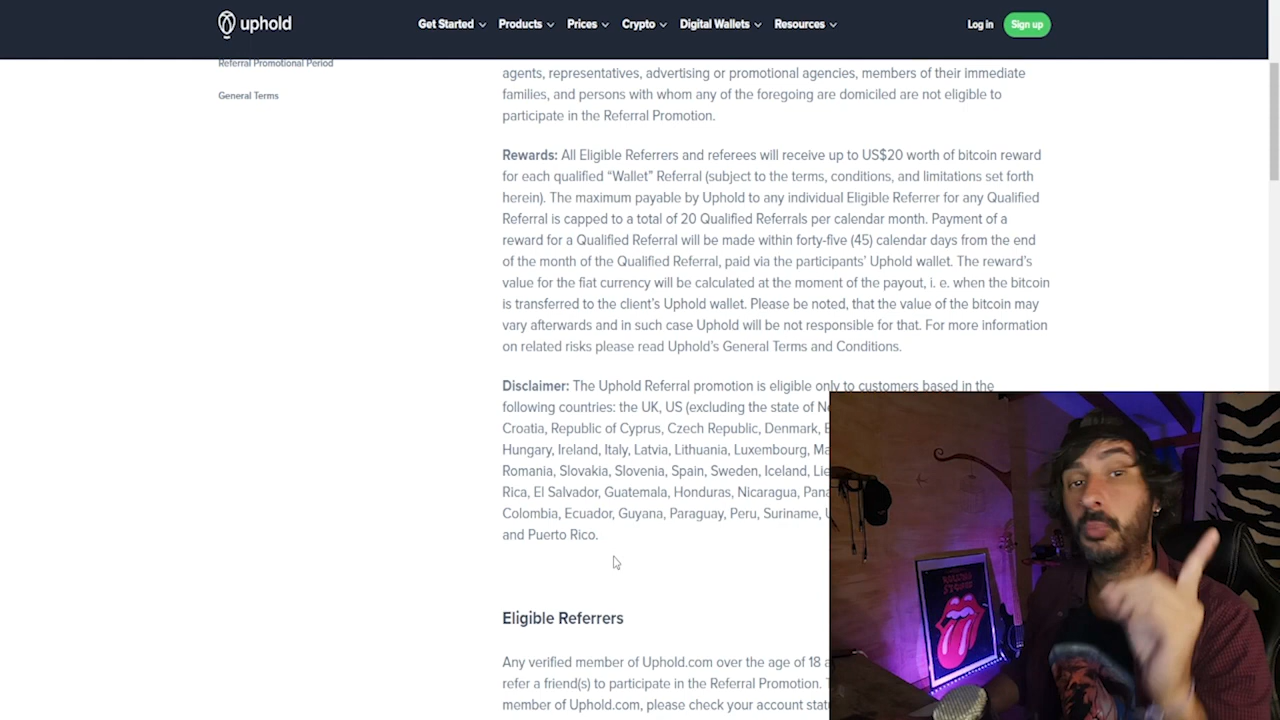 uphold
Get Started Products Prices Crypto Digital Wallets Resources Log in Sign up
Referral Promotional Period
General Terms
agents, representatives, advertising or promotional agencies, members of their immediate
families, and persons with whom any of the foregoing are domiciled are not eligible to
participate in the Referral Promotion.
Rewards: All Eligible Referrers and referees will receive up to US$20 worth of bitcoin reward
for each qualified “Wallet” Referral (subject to the terms, conditions, and limitations set forth
herein). The maximum payable by Uphold to any individual Eligible Referrer for any Qualified
Referral is capped to a total of 20 Qualified Referrals per calendar month. Payment of a
reward for a Qualified Referral will be made within forty-five (45) calendar days from the end
of the month of the Qualified Referral, paid via the participants’ Uphold wallet. The reward’s
value for the fiat currency will be calculated at the moment of the payout, i. e. when the bitcoin
is transferred to the client’s Uphold wallet. Please be noted, that the value of the bitcoin may
vary afterwards and in such case Uphold will be not responsible for that. For more information
on related risks please read Uphold’s General Terms and Conditions.
Disclaimer: The Uphold Referral promotion is eligible only to customers based in the
following countries: the UK, US (excluding the state of
Croatia, Republic of Cyprus, Czech Republic, Denmark,
Hungary, Ireland, Italy, Latvia, Lithuania, Luxembourg,
Romania, Slovakia, Slovenia, Spain, Sweden, Iceland,
Rica, El Salvador, Guatemala, Honduras, Nicaragua,
Colombia, Ecuador, Guyana, Paraguay, Peru, Suriname,
and Puerto Rico.
Eligible Referrers
Any verified member of Uphold.com over the age of 18
refer a friend(s) to participate in the Referral Promotion.
member of Uphold.com, please check your account
ROLLING
STONES